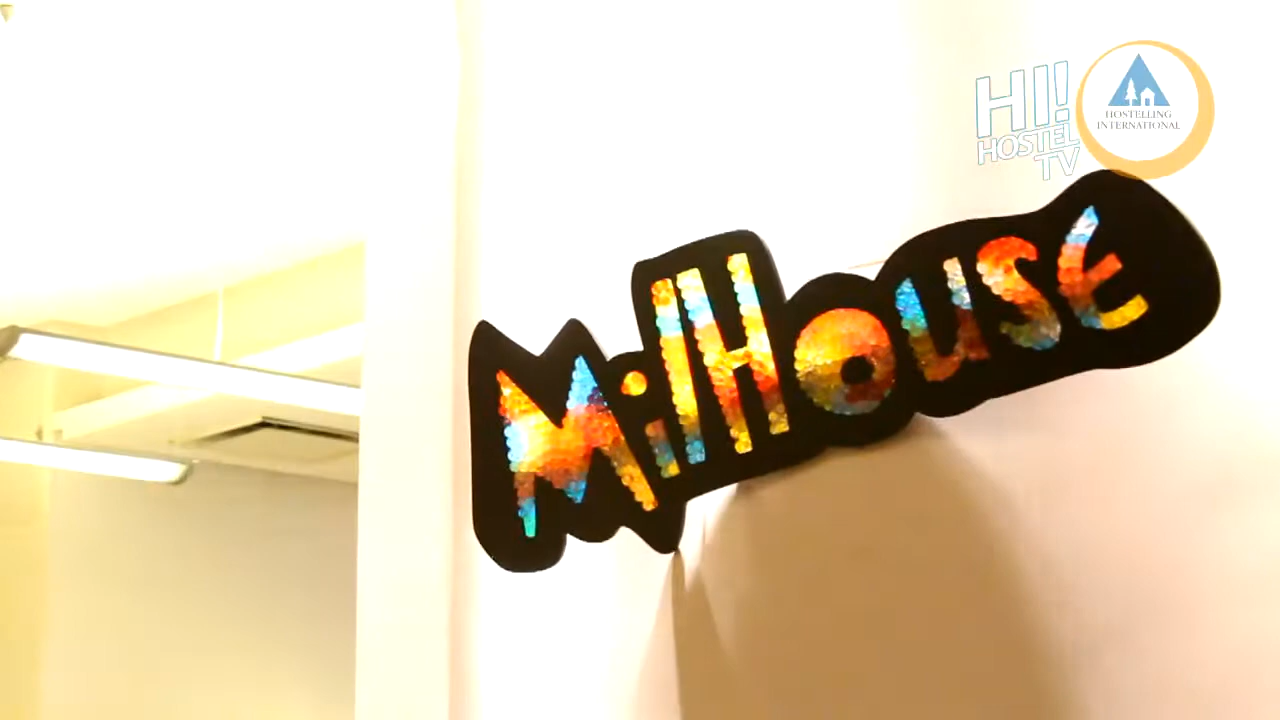 HI!
HOSTEL
TV
HOSTELLING
INTERNATIONAL
MilHouse